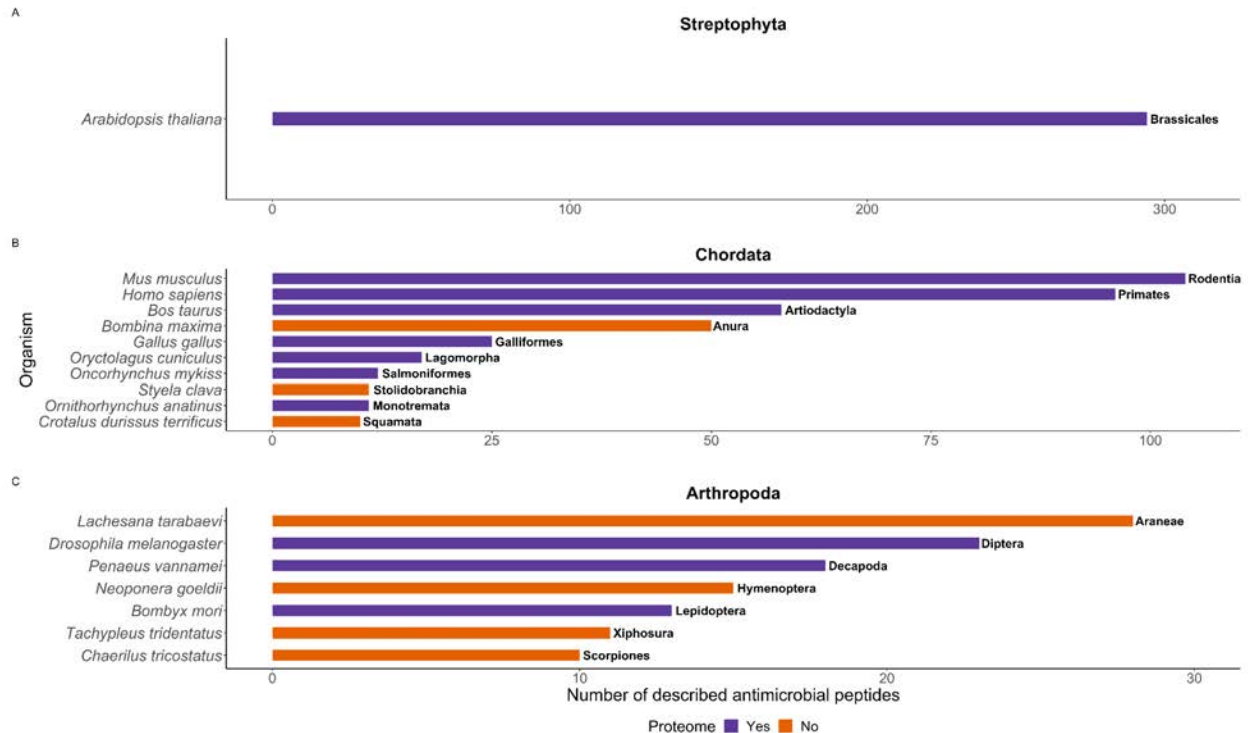 A
Streptophyta
Arabidopsis thaliana
Brassicales
0 100 200 300
B
Chordata
Mus musculus Rodentia
Homo sapiens Primates
Bos taurus Artiodactyla
Bombina maxima Anura
Gallus gallus Galliformes
Oryctolagus cuniculus Lagomorpha
Oncorhynchus mykiss Salmoniformes
Styela clava Stolidobranchia
Ornithorhynchus anatinus Monotremata
Crotalus durissus terrificus Squamata
0 25 50 75 100
Organism
C
Arthropoda
Lachesana tarabaevi Araneae
Drosophila melanogaster Diptera
Penaeus vannamei Decapoda
Neoponera goeldii Hymenoptera
Bombyx mori Lepidoptera
Tachypleus tridentatus Xiphosura
Chaerilus tricostatus Scorpiones
0 10 20 30
Number of described antimicrobial peptides
Proteome Yes No